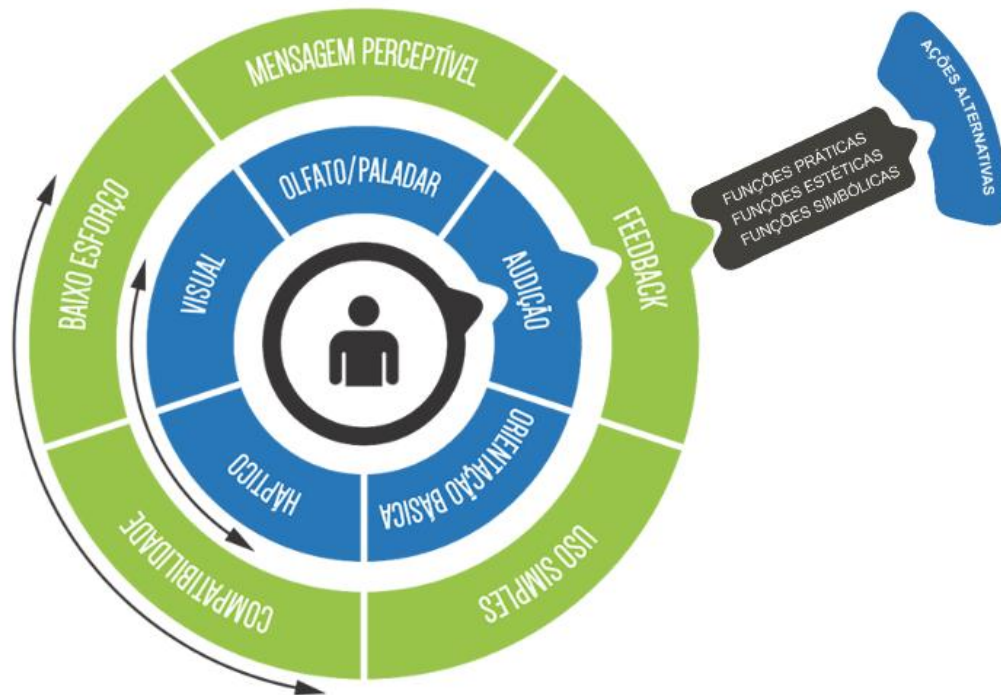 MENSAGEM PERCEPTÍVEL
FEEDBACK
USO SIMPLES
COMPATIBILIDADE
BAIXO ESFORÇO
OLFATO/PALADAR
AUDIÇÃO
ORIENTAÇÃO BÁSICA
HÁPTICO
VISUAL
FUNÇÕES PRÁTICAS
FUNÇÕES ESTÉTICAS
FUNÇÕES SIMBÓLICAS
AÇÕES ALTERNATIVAS